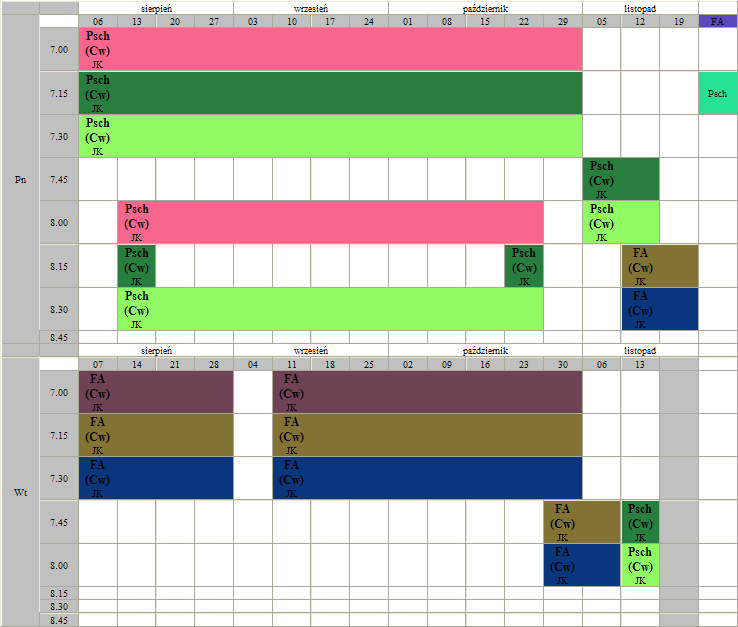 sierpień wrzesień październik listopad
06 13 20 27 03 10 17 24 01 08 15 22 29 05 12 19 FA
7.00 Psch
(Cw)
JK
7.15 Psch Psch
(Cw)
JK
7.30 Psch
(Cw)
JK
Pn
7.45 Psch
(Cw)
JK
8.00 Psch Psch
(Cw) (Cw)
JK JK
8.15 Psch Psch FA
(Cw) (Cw) (Cw)
JK JK JK
8.30 Psch FA
(Cw) (Cw)
JK JK
8.45
sierpień wrzesień październik listopad
07 14 21 28 04 11 18 25 02 09 16 23 30 06 13
7.00 FA FA
(Cw) (Cw)
JK JK
7.15 FA FA
(Cw) (Cw)
JK JK
7.30 FA FA
(Cw) (Cw)
JK JK
Wt
7.45 FA Psch
(Cw) (Cw)
JK JK
8.00 FA Psch
(Cw) (Cw)
JK JK
8.15
8.30
8.45